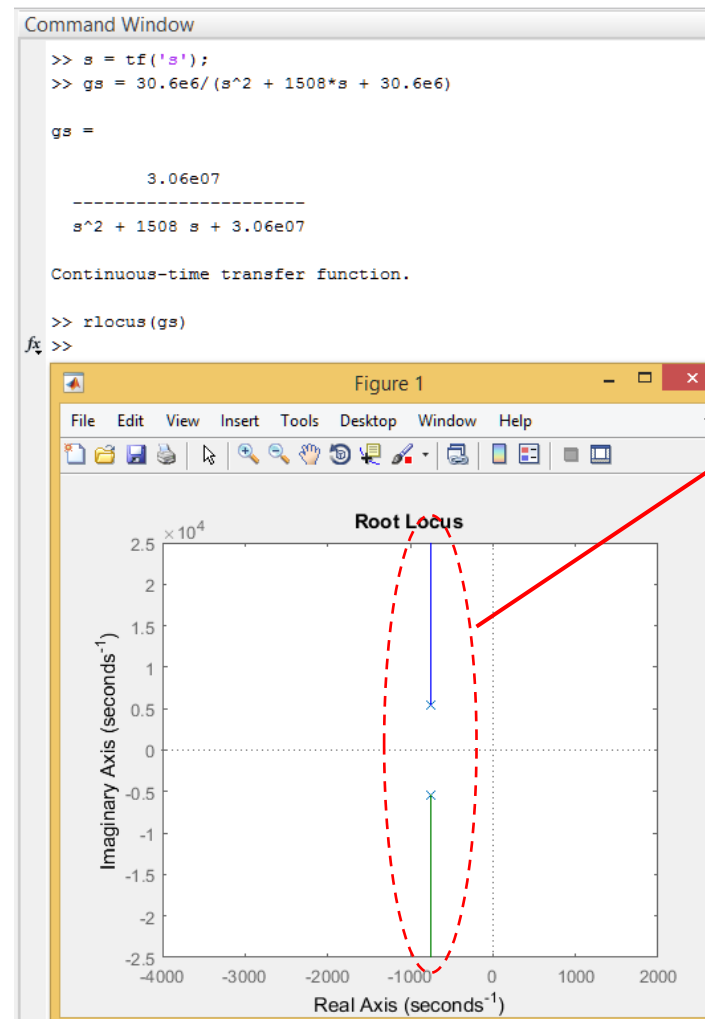 Command Window
>> s = tf('s');
>> gs = 30.6e6/(s^2 + 1508*s + 30.6e6)
gs =
3.06e07
----------------------
s^2 + 1508 s + 3.06e07
Continuous-time transfer function.
>> rlocus(gs)
fx >>
Figure 1
File Edit View Insert Tools Desktop Window Help
Root Locus
×10^4
2.5
2
1.5
1
0.5
0
-0.5
-1
-1.5
-2
-2.5
Imaginary Axis (seconds^-1)
-4000 -3000 -2000 -1000 0 1000 2000
Real Axis (seconds^-1)